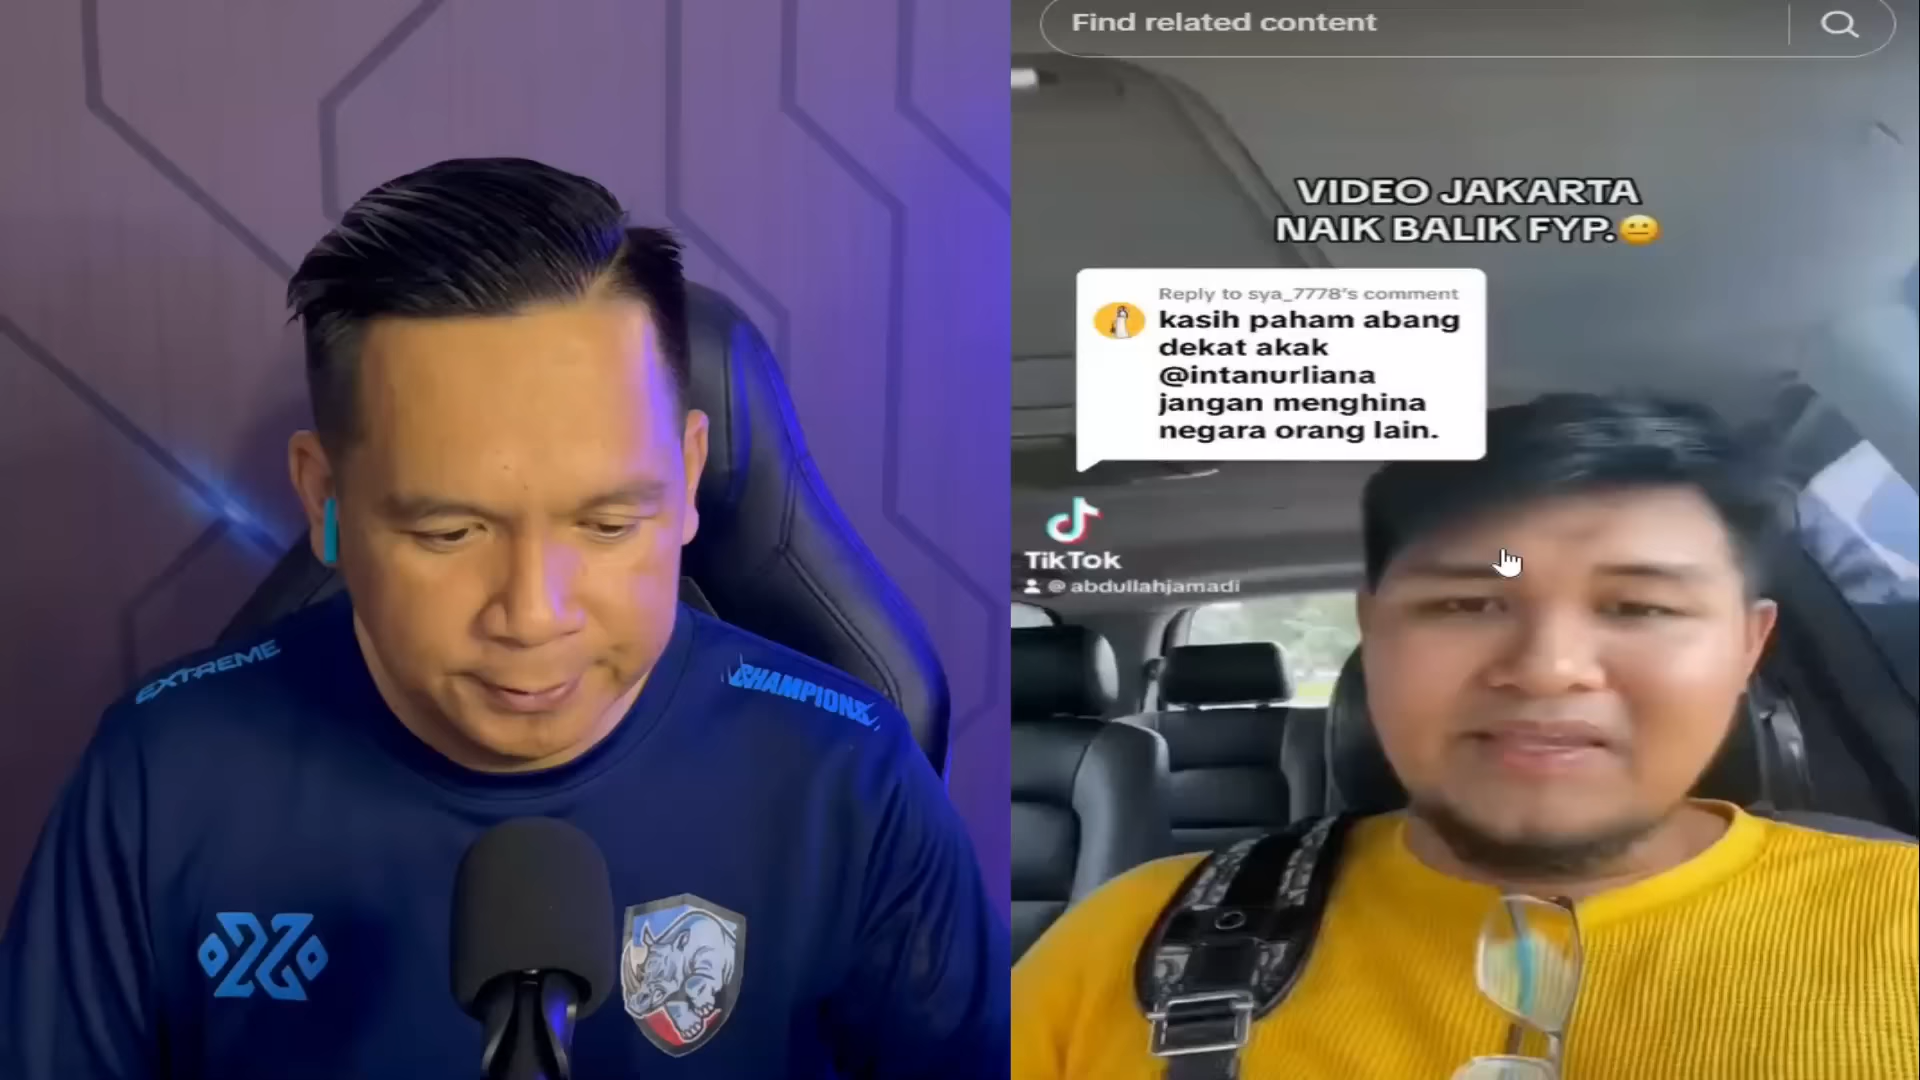 Find related content
VIDEO JAKARTA
NAIK BALIK FYP.😐
Reply to sya_7778's comment
kasih paham abang
dekat akak
@intanurliana
jangan menghina
negara orang lain.
TikTok
@abdullahjamadi
EXTREME
CHAMPIONS